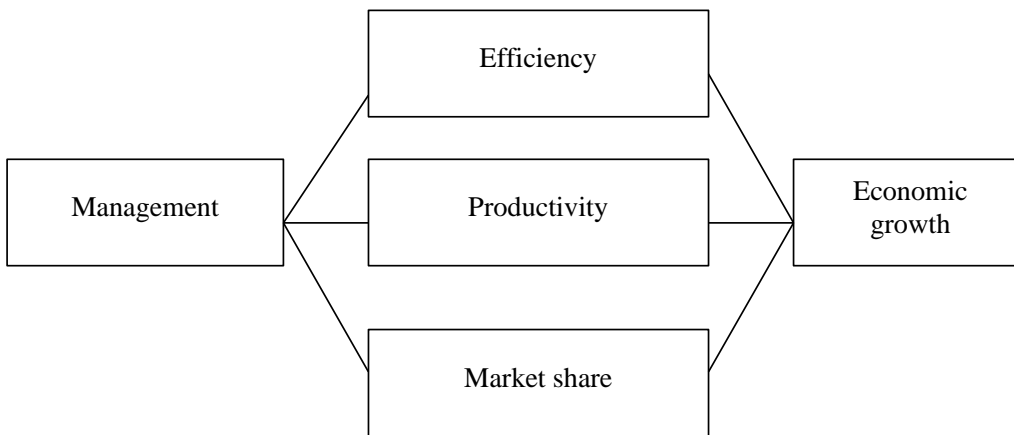 Efficiency
Management
Productivity
Economic
growth
Market share